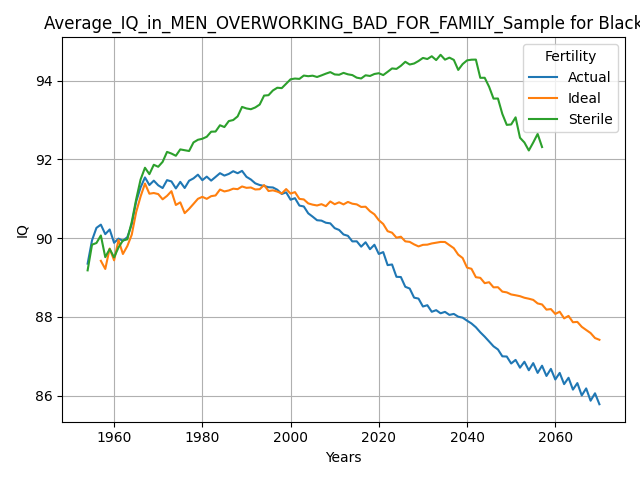 Average_IQ_in_MEN_OVERWORKING_BAD_FOR_FAMILY_Sample for Black
Fertility
Actual
Ideal
Sterile
94
92
90
88
86
IQ
1960 1980 2000 2020 2040 2060
Years